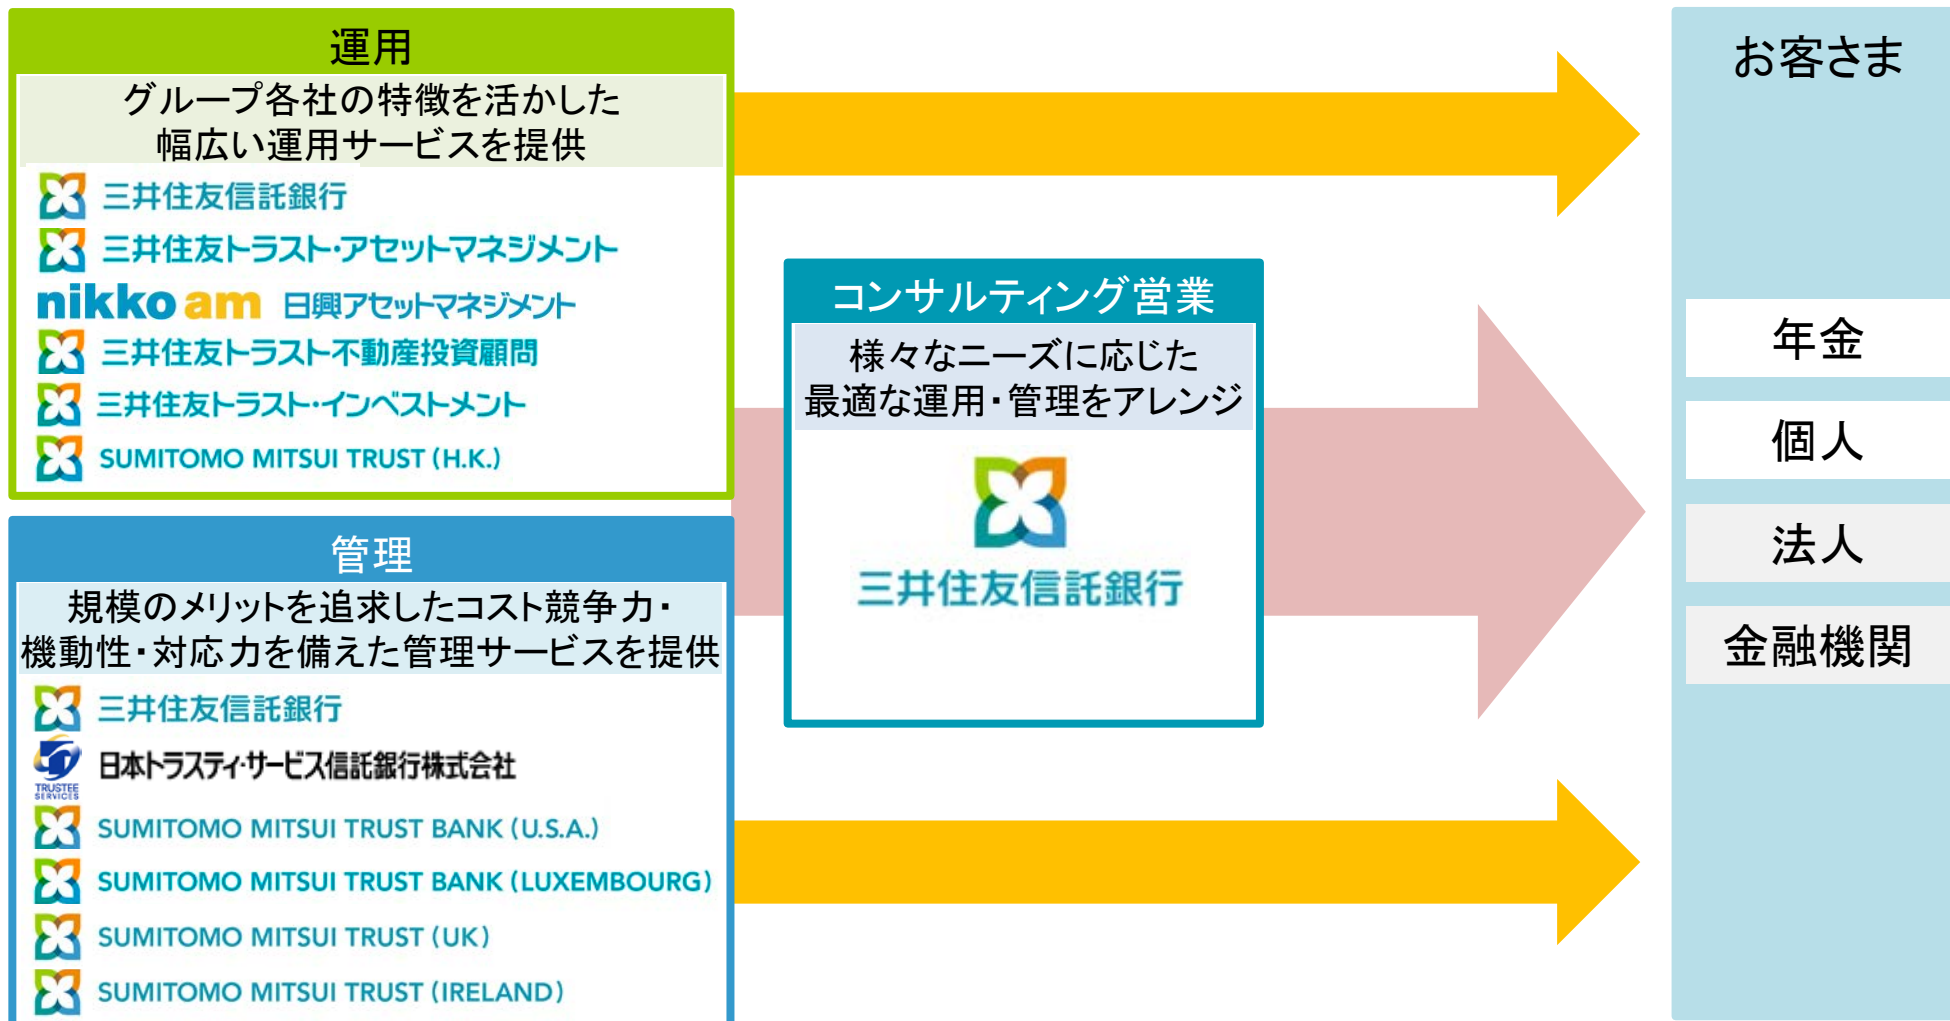 運用
グループ各社の特徴を活かした
幅広い運用サービスを提供
三井住友信託銀行
三井住友トラスト・アセットマネジメント
nikko am 日興アセットマネジメント
三井住友トラスト不動産投資顧問
三井住友トラスト・インベストメント
SUMITOMO MITSUI TRUST (H.K.)
管理
規模のメリットを追求したコスト競争力・
機動性・対応力を備えた管理サービスを提供
三井住友信託銀行
TRUSTEE
SERVICES
日本トラスティ・サービス信託銀行株式会社
SUMITOMO MITSUI TRUST BANK (U.S.A.)
SUMITOMO MITSUI TRUST BANK (LUXEMBOURG)
SUMITOMO MITSUI TRUST (UK)
SUMITOMO MITSUI TRUST (IRELAND)
コンサルティング営業
様々なニーズに応じた
最適な運用・管理をアレンジ
三井住友信託銀行
お客さま
年金
個人
法人
金融機関